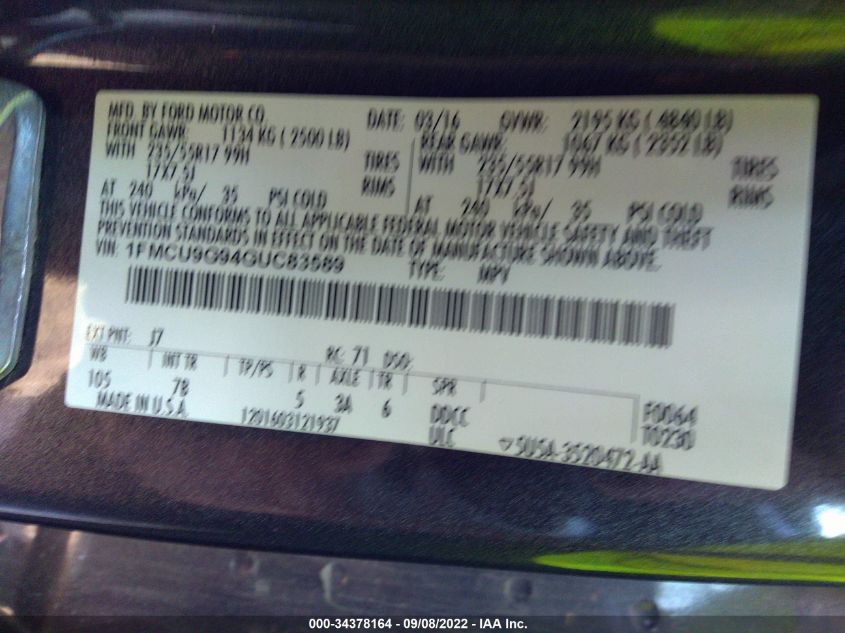 MFD. BY FORD MOTOR CO. DATE: 03/16 GVWR: 2195 KG ( 4840 LB)
FRONT GAWR: 1134 KG ( 2500 LB) REAR GAWR: 1067 KG ( 2352 LB)
WITH 235/55R17 99H TIRES WITH 235/55R17 99H TIRES
17X7.5J RIMS 17X7.5J RIMS
AT 240 kPa/ 35 PSI COLD AT 240 kPa/ 35 PSI COLD
THIS VEHICLE CONFORMS TO ALL APPLICABLE FEDERAL MOTOR VEHICLE SAFETY AND THEFT
PREVENTION STANDARDS IN EFFECT ON THE DATE OF MANUFACTURE SHOWN ABOVE.
VIN: 1FMCU9G94GUC83589 TYPE: MPV
EXT PNT: J7 RC: 71 DSO:
WB INT TR TP/PS R AXLE TR SPR
105 7B 5 3A 6 DDCC F0064
MADE IN U.S.A. 1201603121937 ULC T0230
5U5A-3520472-AA
000-34378164 - 09/08/2022 - IAA Inc.